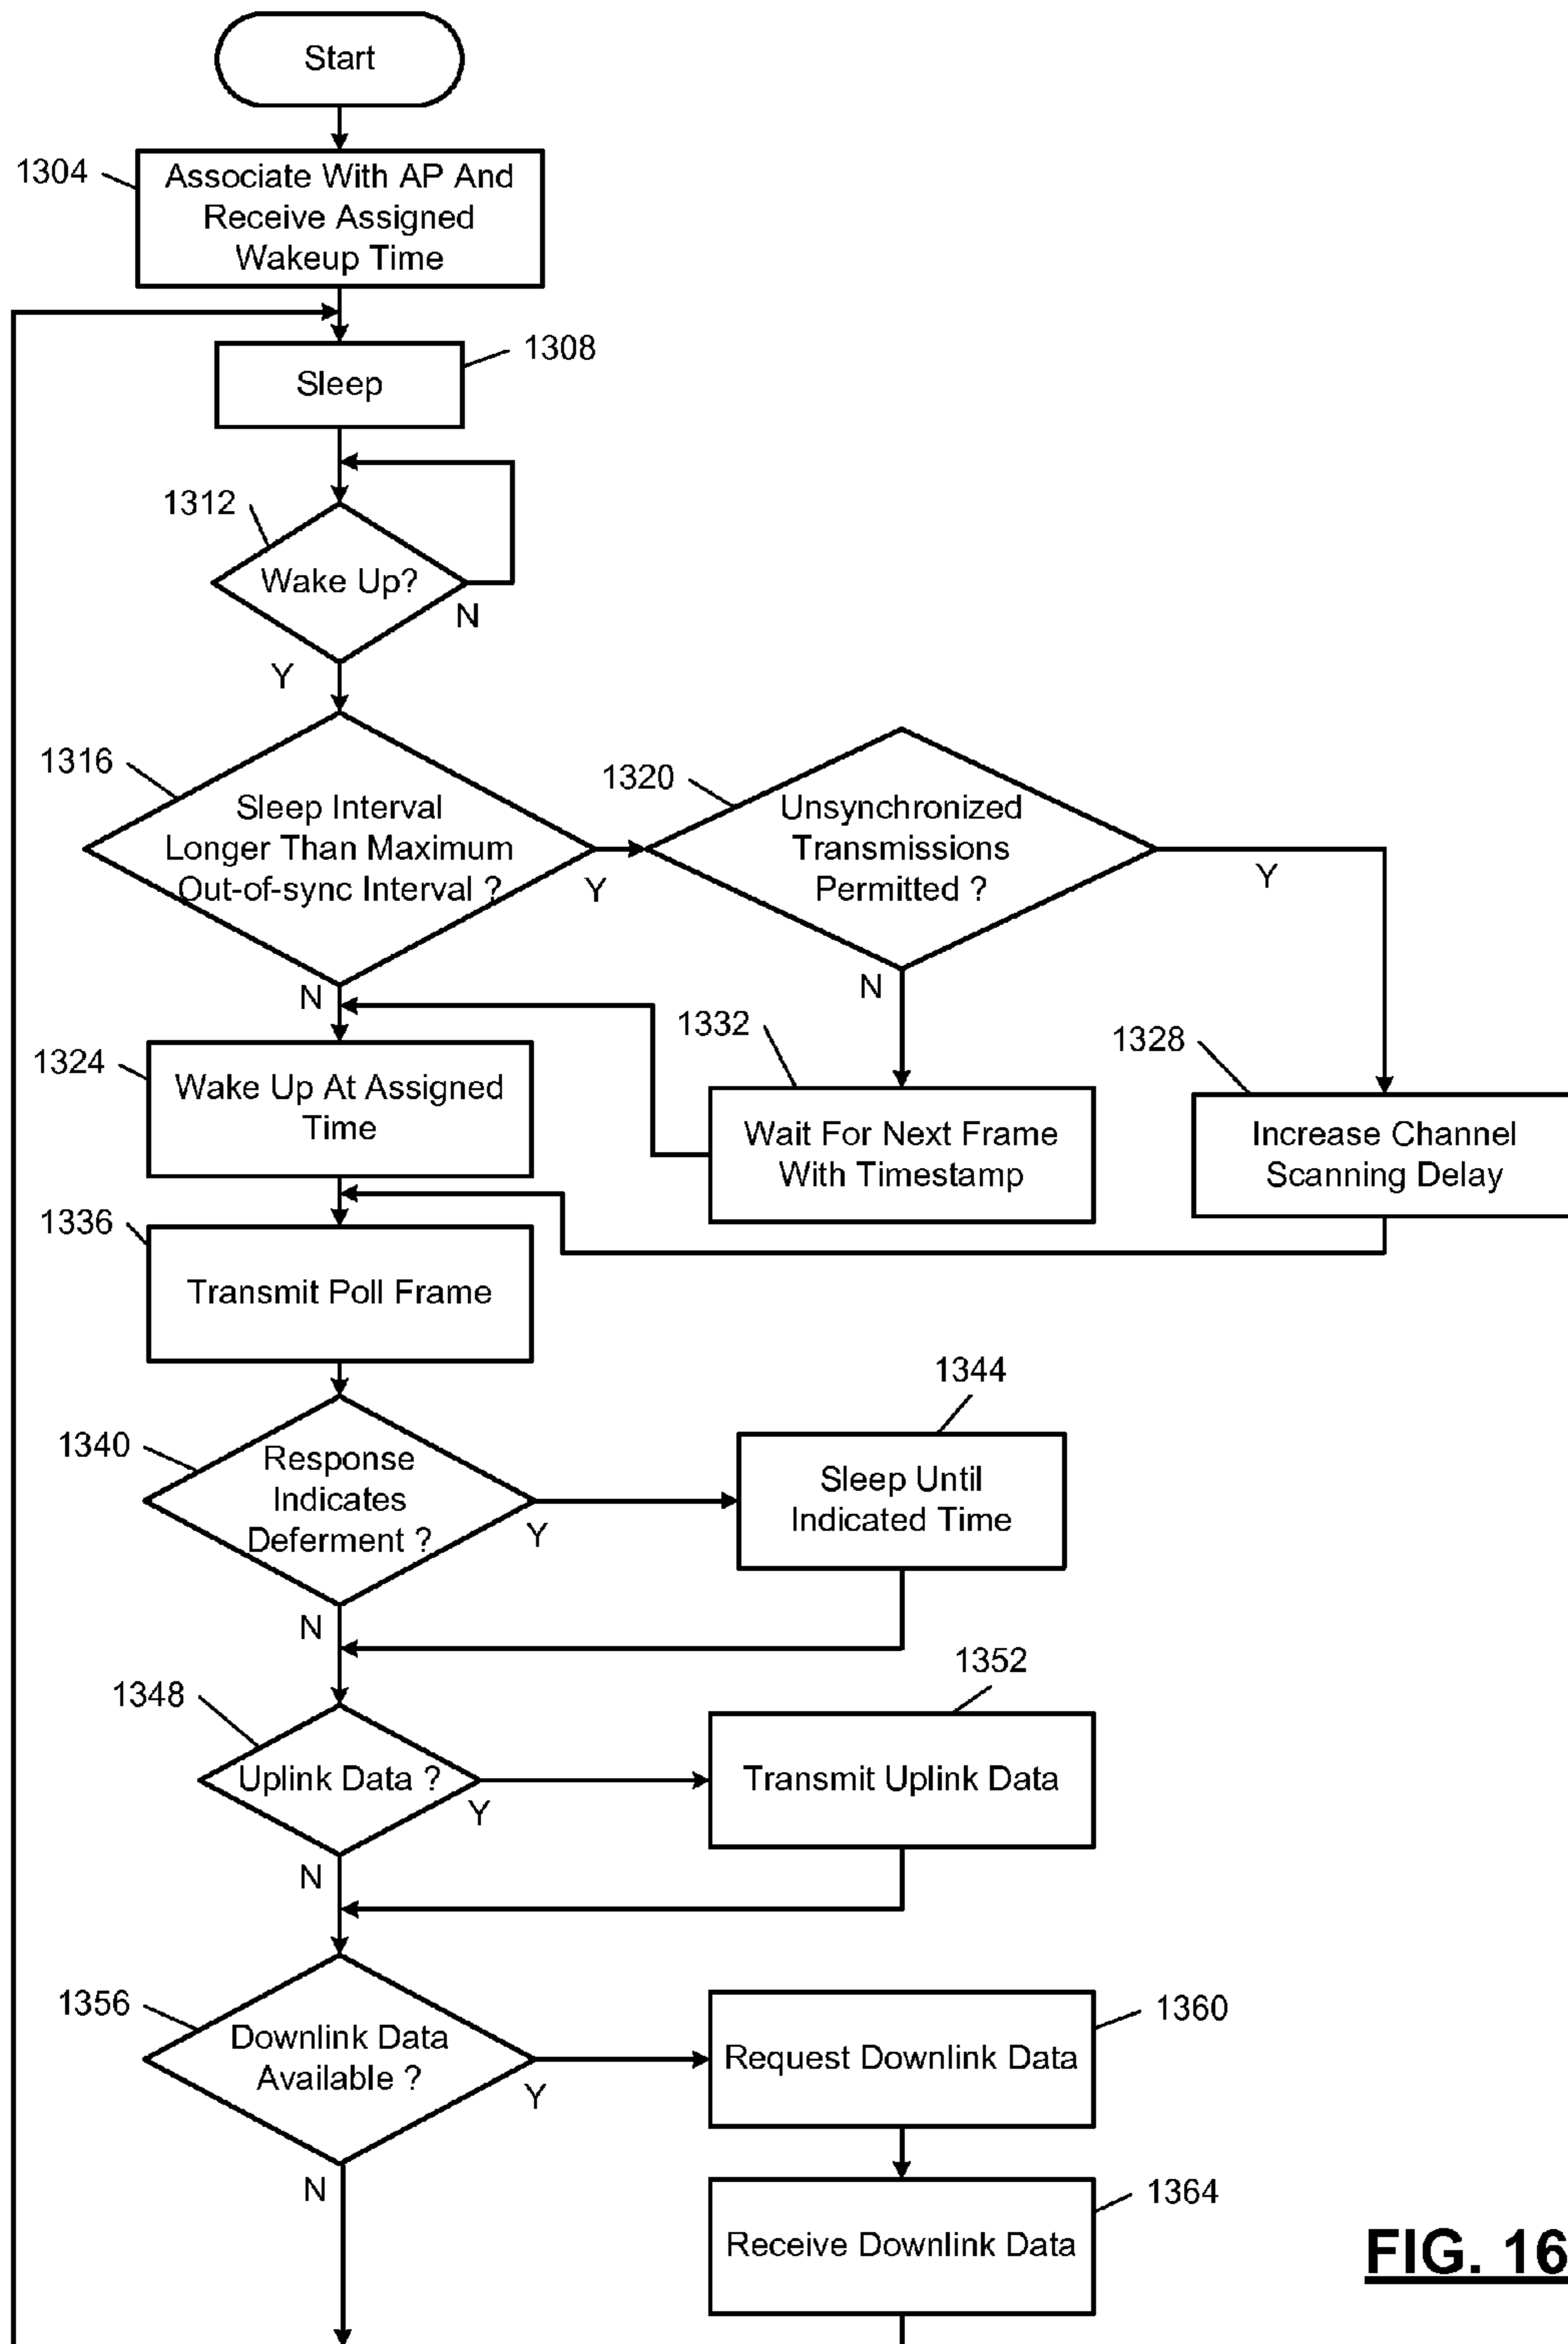 Start
1304
Associate With AP And
Receive Assigned
Wakeup Time
1308
Sleep
1312
Wake Up?
N
Y
1316
Sleep Interval
Longer Than Maximum
Out-of-sync Interval ?
Y
N
1320
Unsynchronized
Transmissions
Permitted ?
Y
N
1324
Wake Up At Assigned
Time
1332
Wait For Next Frame
With Timestamp
1328
Increase Channel
Scanning Delay
1336
Transmit Poll Frame
1340
Response
Indicates
Deferment ?
Y
N
1344
Sleep Until
Indicated Time
1348
Uplink Data ?
Y
N
1352
Transmit Uplink Data
1356
Downlink Data
Available ?
Y
N
1360
Request Downlink Data
1364
Receive Downlink Data
FIG. 16